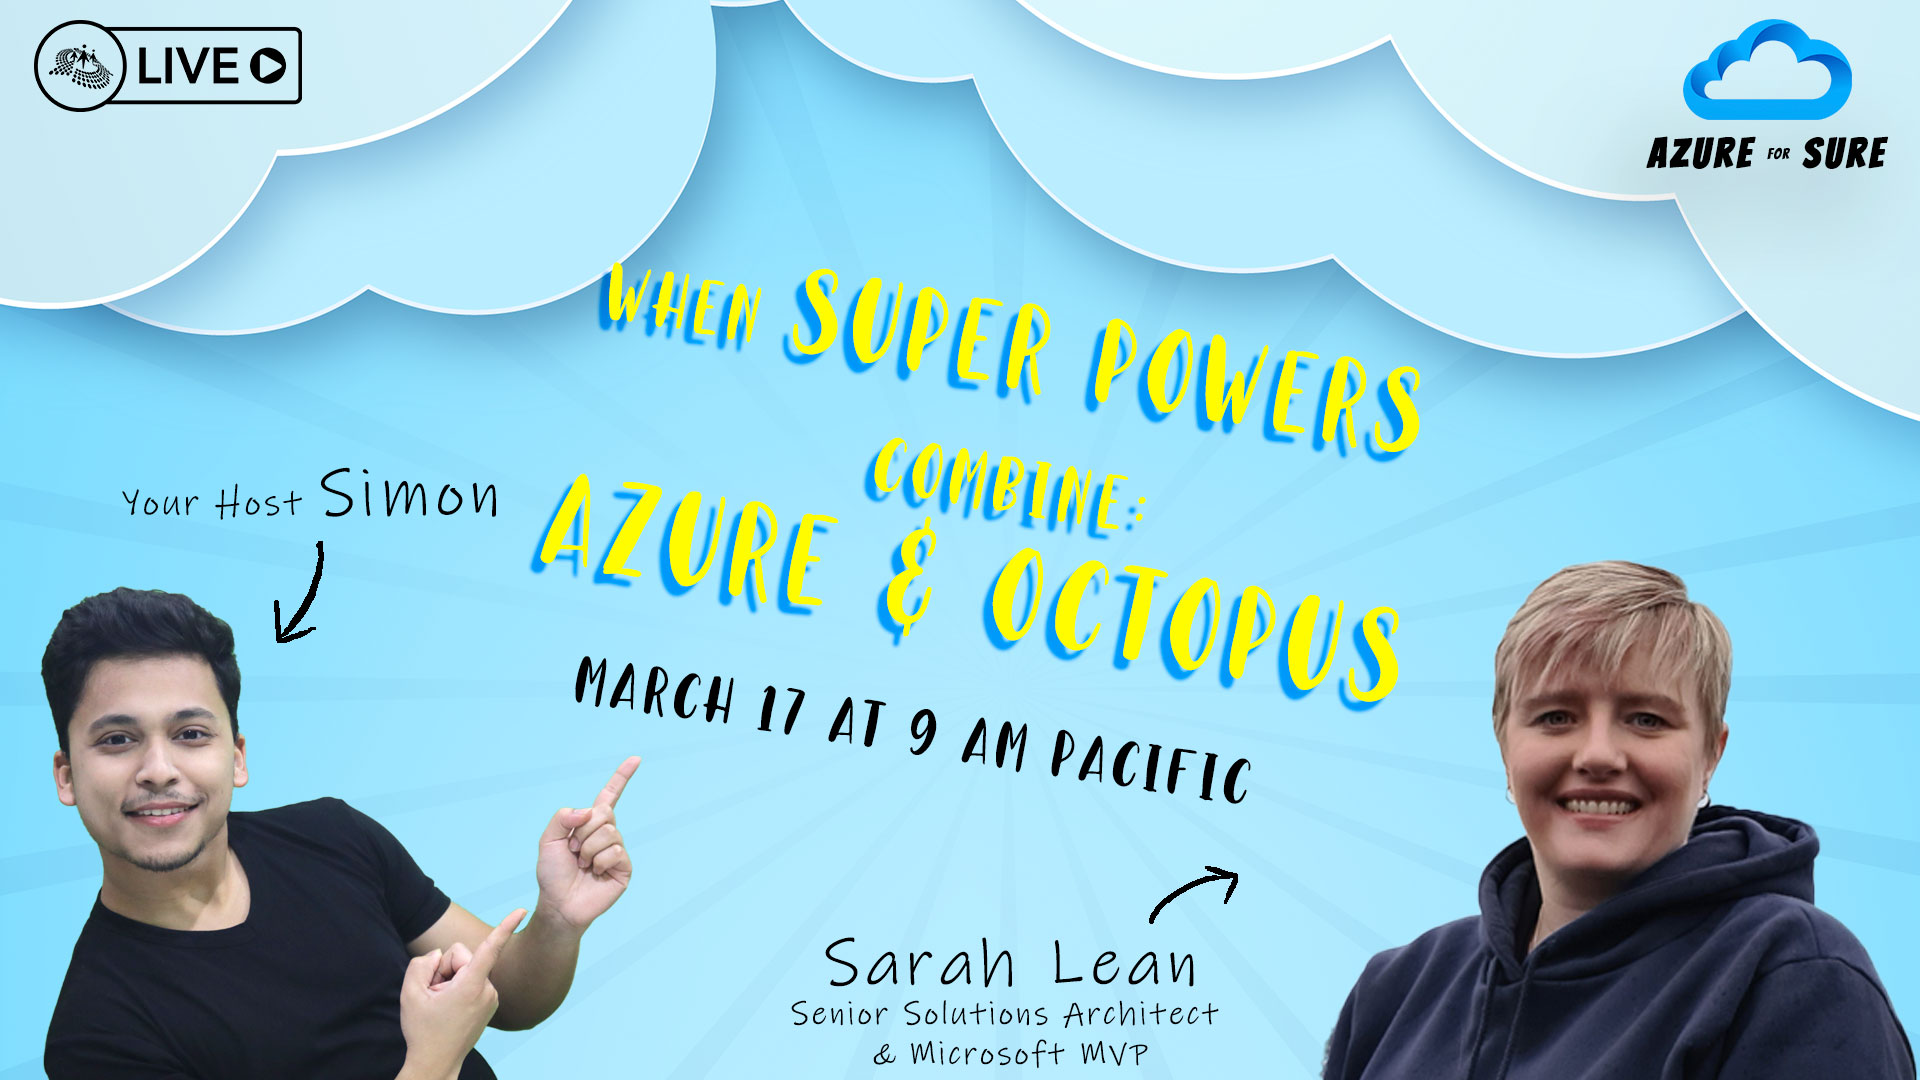 LIVE
AZURE FOR SURE
WHEN SUPER POWERS
COMBINE:
AZURE & OCTOPUS
MARCH 17 AT 9 AM PACIFIC
Your Host Simon
Sarah Lean
Senior Solutions Architect
& Microsoft MVP